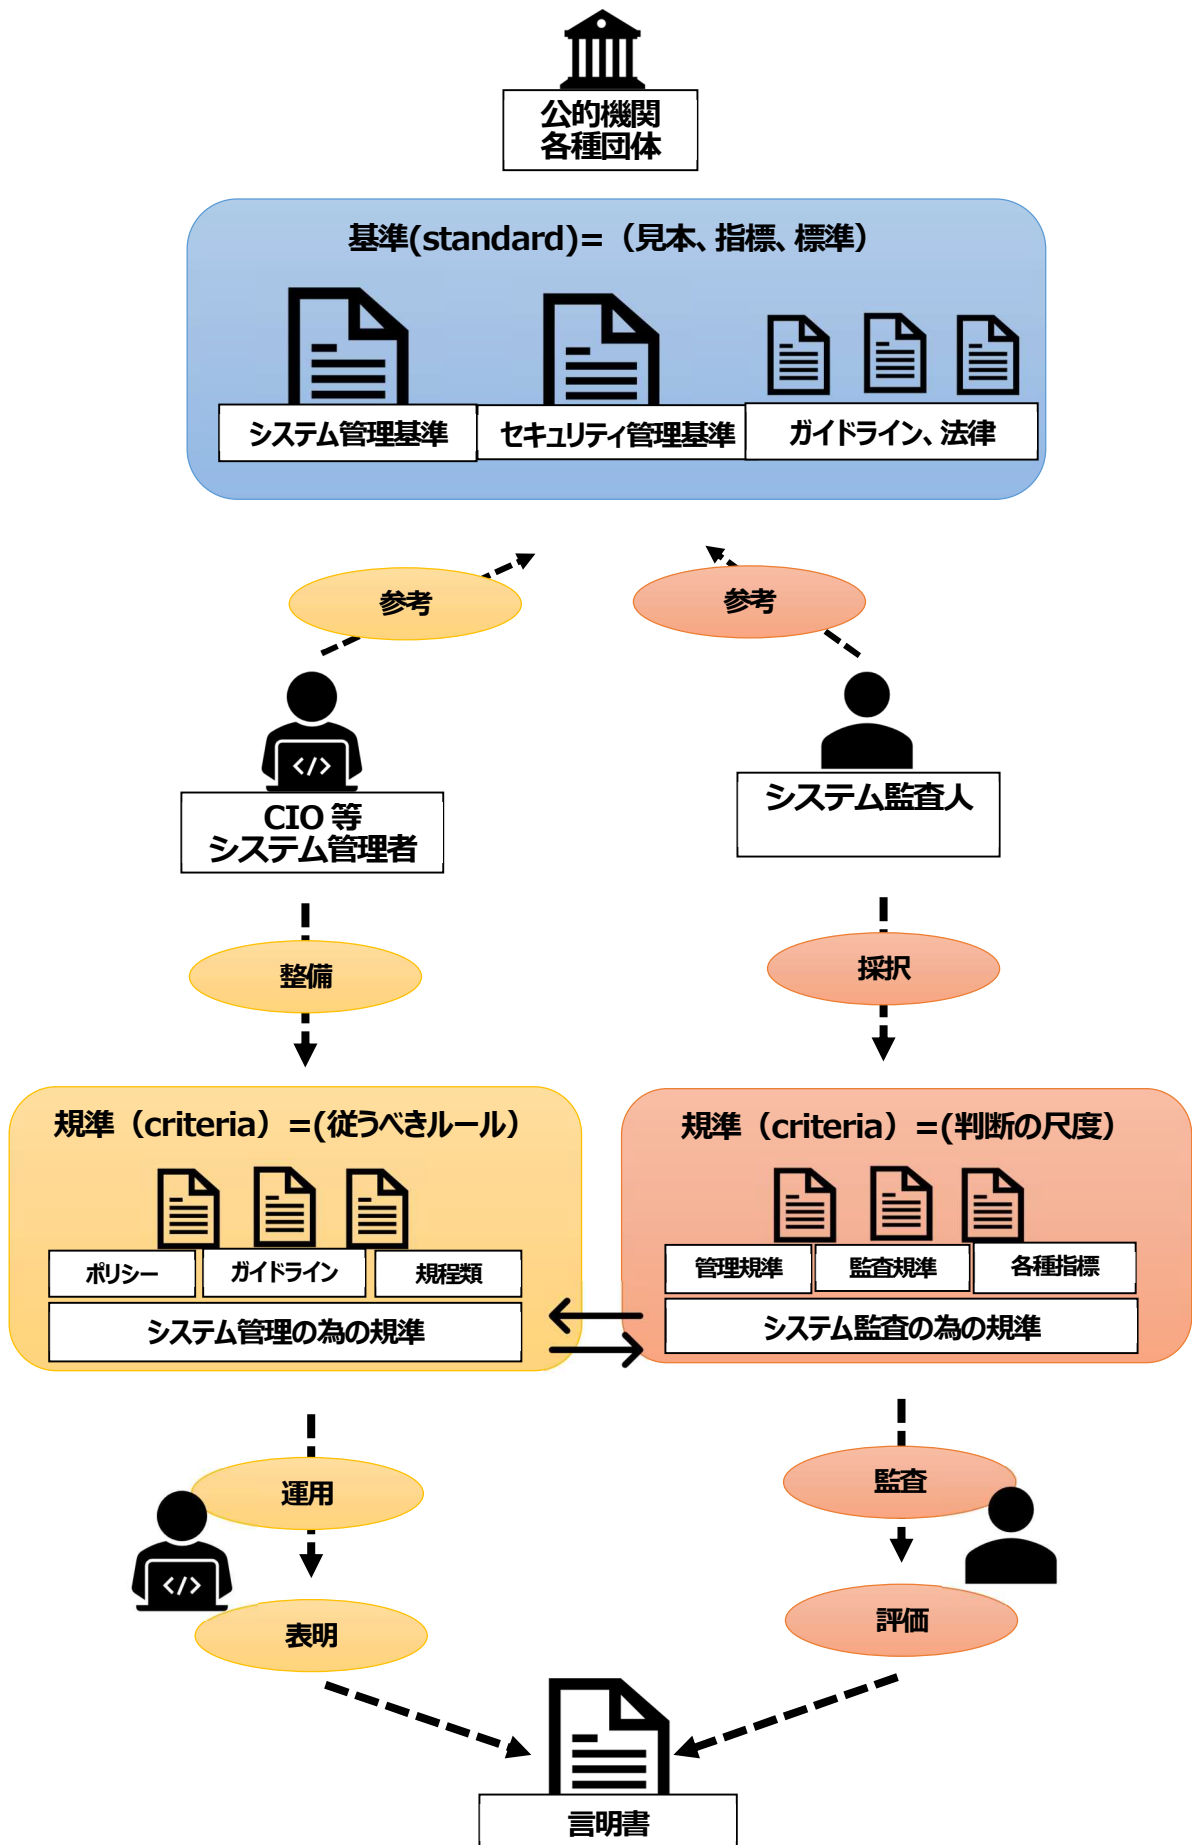 公的機関
各種団体
基準(standard)=（見本、指標、標準）
システム管理基準
セキュリティ管理基準
ガイドライン、法律
参考
参考
</>
CIO 等
システム管理者
システム監査人
整備
採択
規準（criteria）=(従うべきルール）
規準（criteria）=(判断の尺度）
ポリシー
ガイドライン
規程類
管理規準
監査規準
各種指標
システム管理の為の規準
システム監査の為の規準
運用
監査
</>
表明
評価
言明書